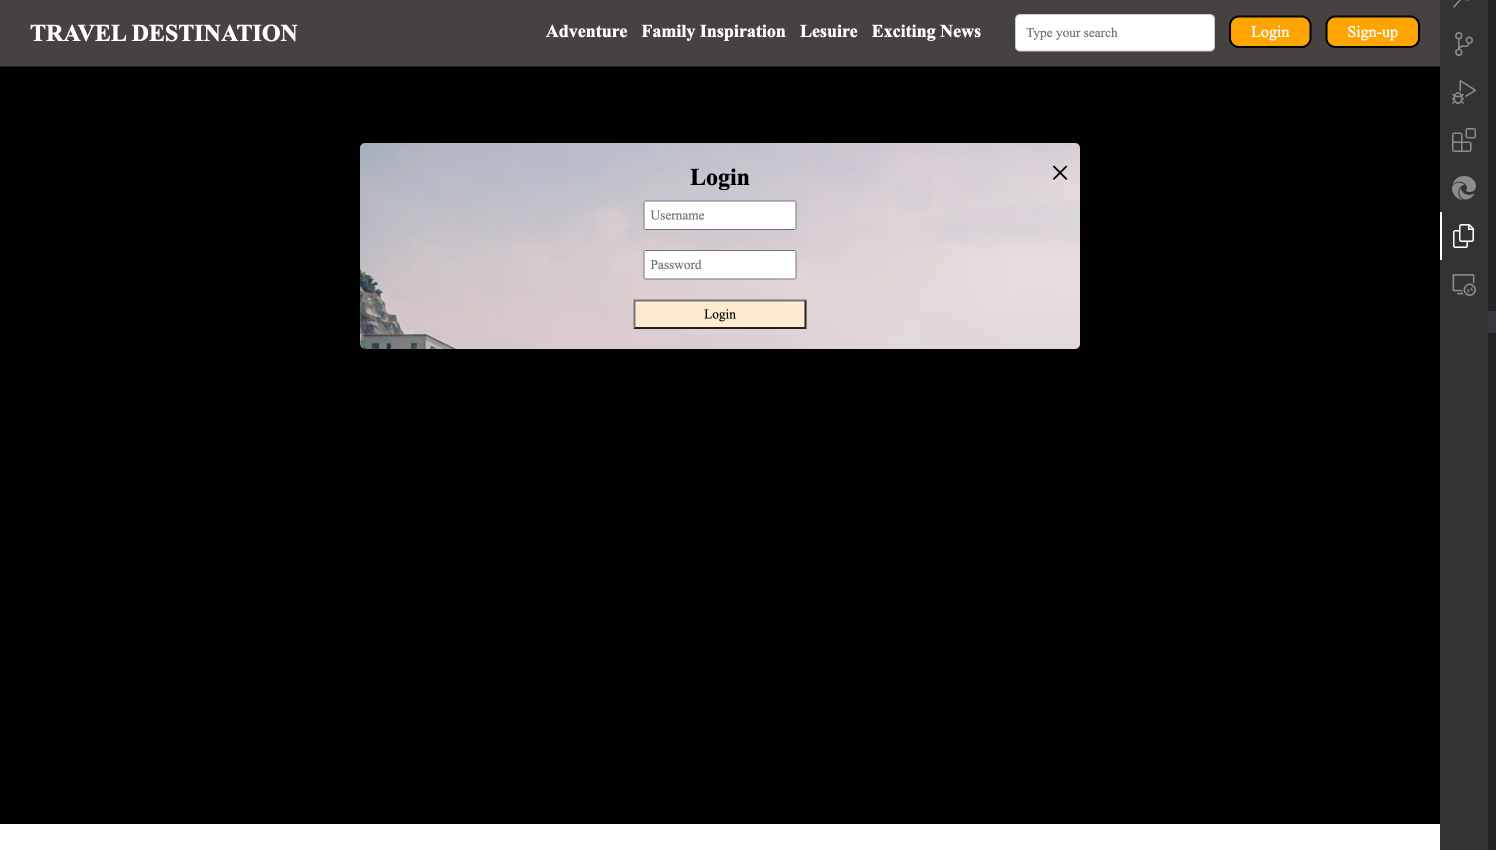 TRAVEL DESTINATION Adventure Family Inspiration Lesuire Exciting News Type your search Login Sign-up
Login
Username
Password
Login